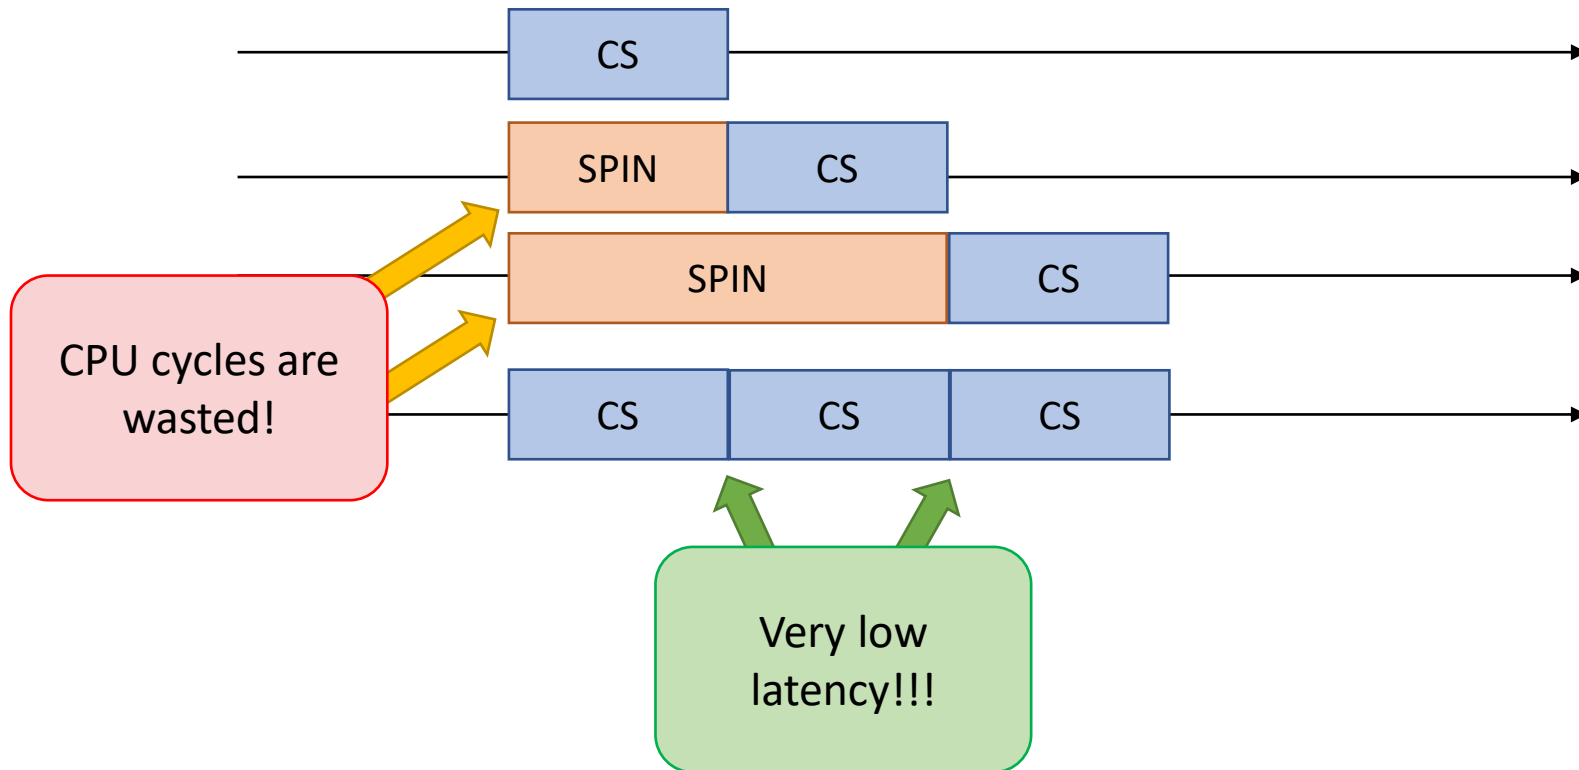 CS
SPIN CS
SPIN CS
CPU cycles are
wasted!
CS CS CS
Very low
latency!!!